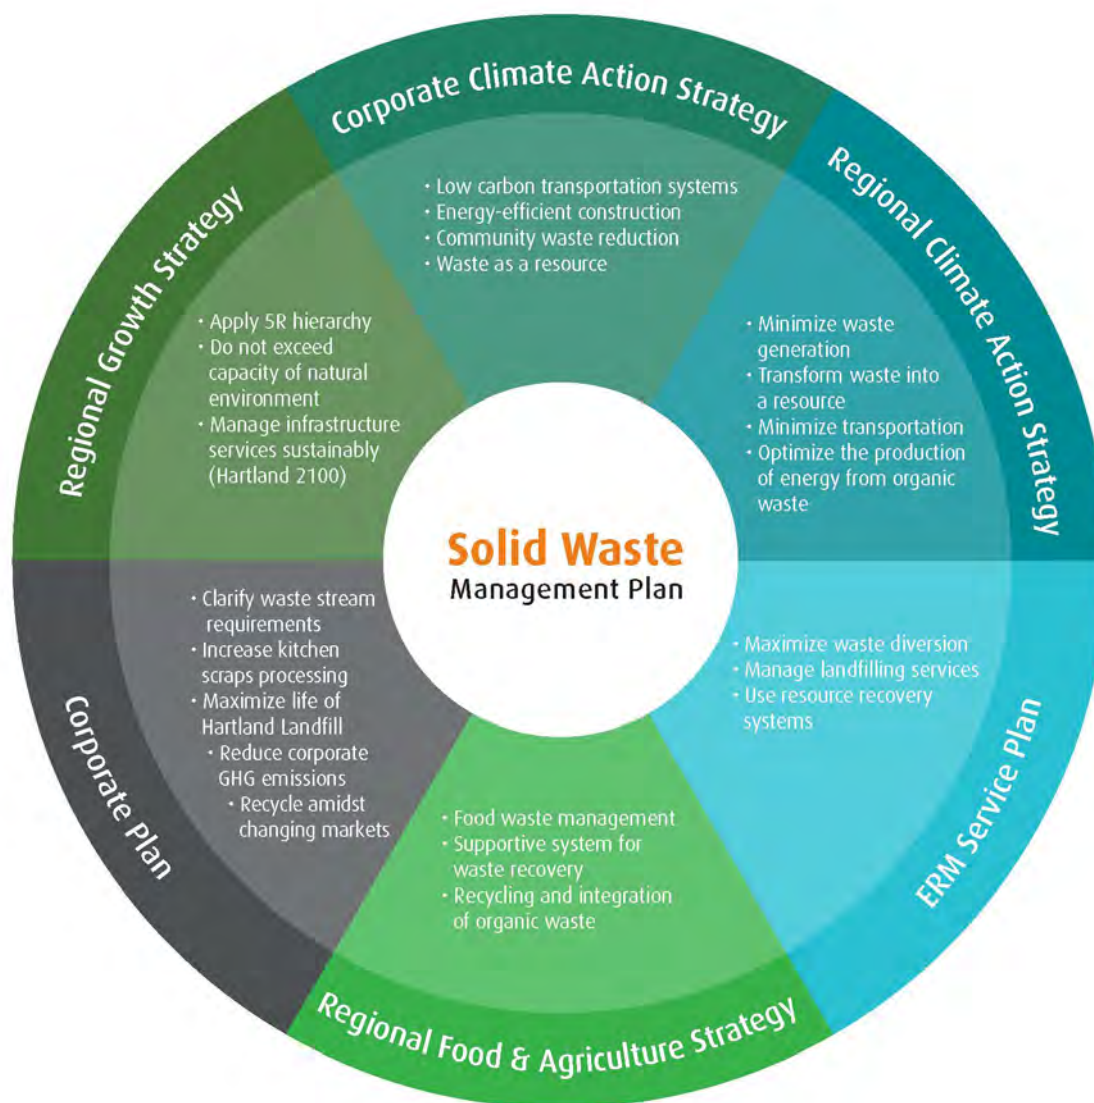 Corporate Climate Action Strategy
• Low carbon transportation systems
• Energy-efficient construction
• Community waste reduction
• Waste as a resource
Regional Climate Action Strategy
• Minimize waste
generation
• Transform waste into
a resource
• Minimize transportation
• Optimize the production
of energy from organic
waste
ERM Service Plan
• Maximize waste diversion
• Manage landfilling services
• Use resource recovery
systems
Regional Food & Agriculture Strategy
• Food waste management
• Supportive system for
waste recovery
• Recycling and integration
of organic waste
Corporate Plan
• Clarify waste stream
requirements
• Increase kitchen
scraps processing
• Maximize life of
Hartland Landfill
• Reduce corporate
GHG emissions
• Recycle amidst
changing markets
Regional Growth Strategy
• Apply 5R hierarchy
• Do not exceed
capacity of natural
environment
• Manage infrastructure
services sustainably
(Hartland 2100)
Solid Waste
Management Plan